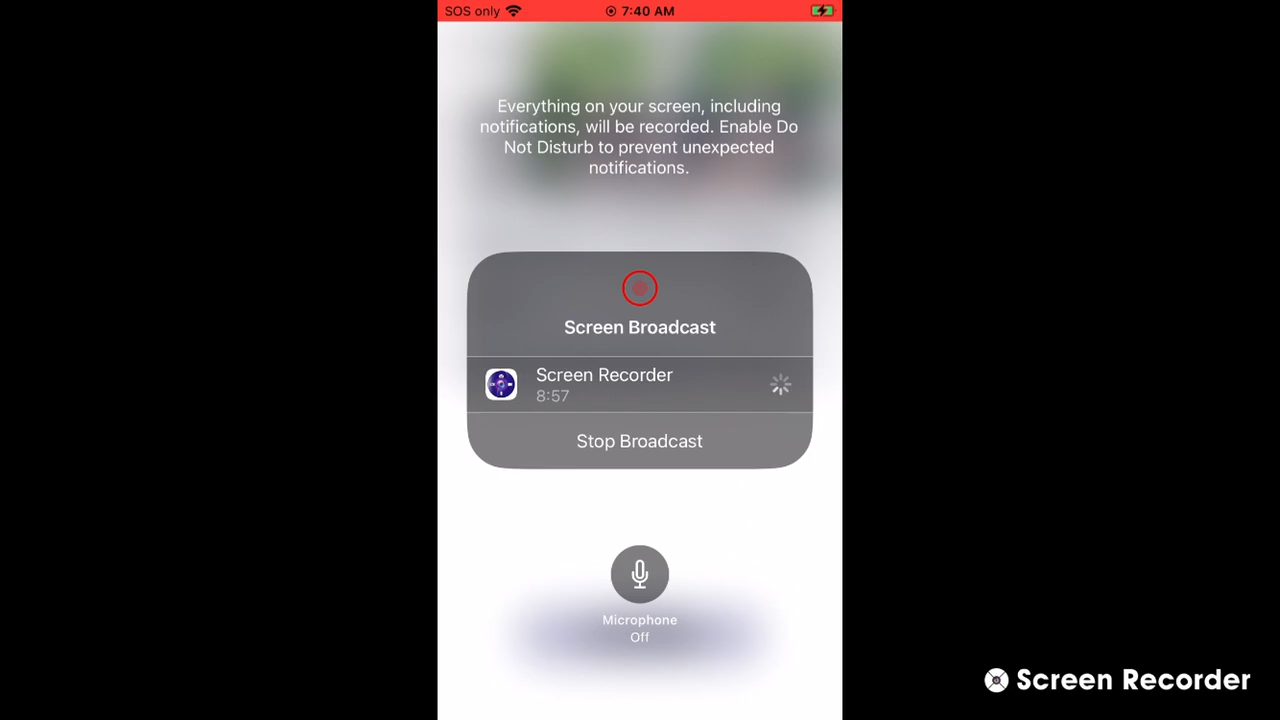 SOS only
7:40 AM
Everything on your screen, including
notifications, will be recorded. Enable Do
Not Disturb to prevent unexpected
notifications.
Screen Broadcast
Screen Recorder
8:57
Stop Broadcast
Microphone
Off
Screen Recorder